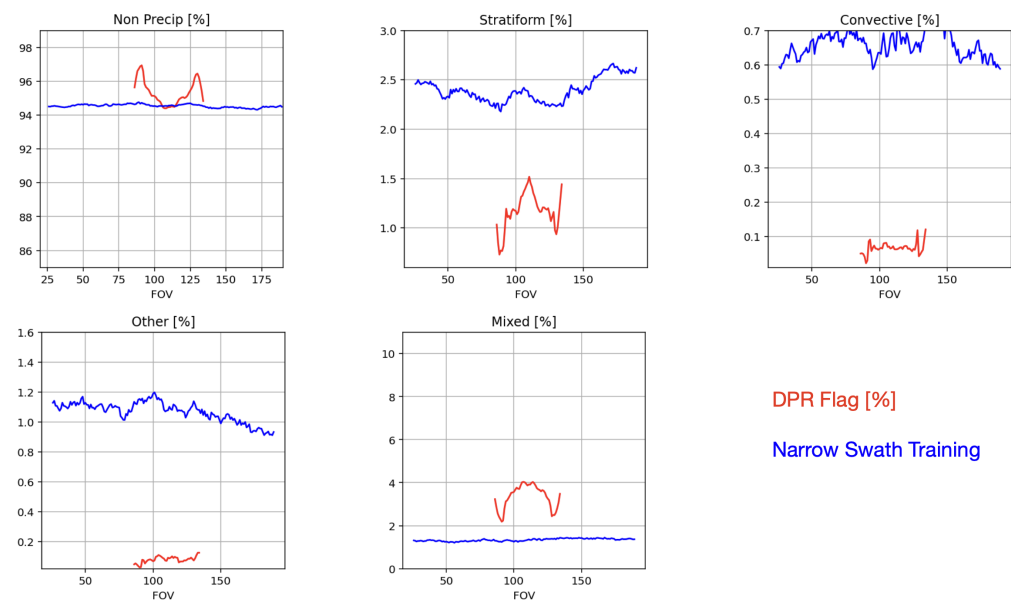 Non Precip [%]
98
96
94
92
90
88
86
25 50 75 100 125 150 175
FOV
Stratiform [%]
3.0
2.5
2.0
1.5
1.0
50 100 150
FOV
Convective [%]
0.7
0.6
0.5
0.4
0.3
0.2
0.1
50 100 150
FOV
Other [%]
1.6
1.4
1.2
1.0
0.8
0.6
0.4
0.2
50 100 150
FOV
Mixed [%]
10
8
6
4
2
0
50 100 150
FOV
DPR Flag [%]
Narrow Swath Training